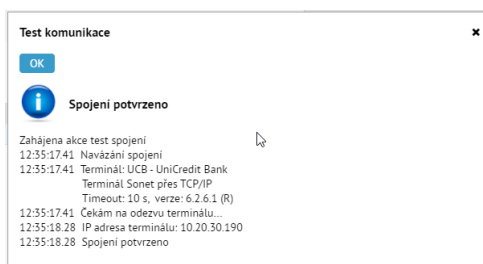 Test komunikace
OK
Spojení potvrzeno
Zahájena akce test spojení
12:35:17.41 Navázání spojení
12:35:17.41 Terminál: UCB - UniCredit Bank
Terminál Sonet přes TCP/IP
Timeout: 10 s, verze: 6.2.6.1 (R)
12:35:17.41 Čekám na odezvu terminálu...
12:35:18.28 IP adresa terminálu: 10.20.30.190
12:35:18.28 Spojení potvrzeno